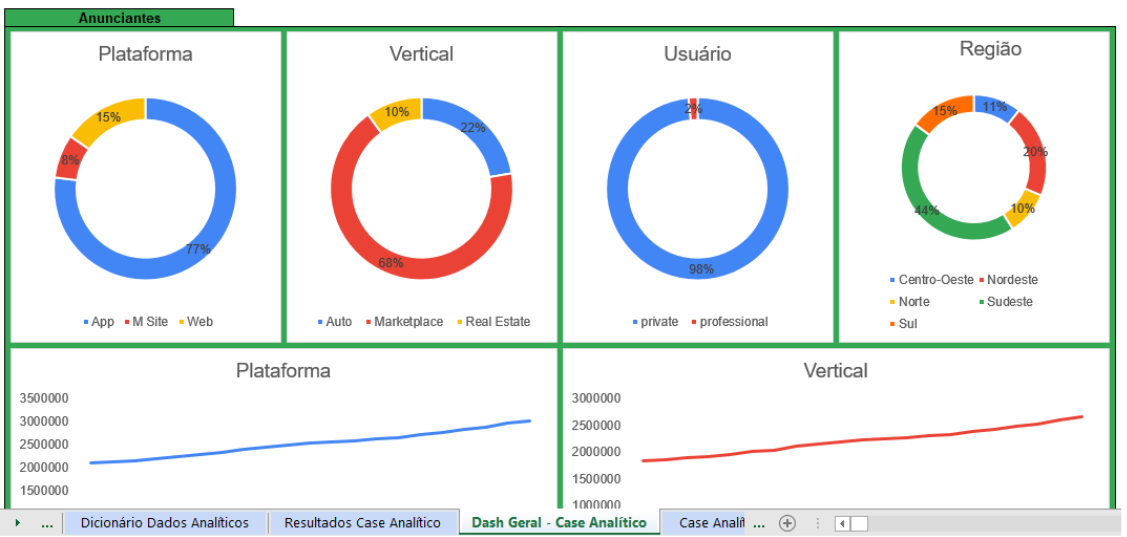 Anunciantes
Plataforma
15%
8%
77%
App M Site Web
Vertical
10%
22%
68%
Auto Marketplace Real Estate
Usuário
2%
98%
private professional
Região
15% 11%
20%
44% 10%
Centro-Oeste Nordeste
Norte Sudeste
Sul
Plataforma
3500000
3000000
2500000
2000000
1500000
Vertical
3000000
2500000
2000000
1500000
1000000
... Dicionário Dados Analíticos Resultados Case Analítico Dash Geral - Case Analítico Case Analít ...